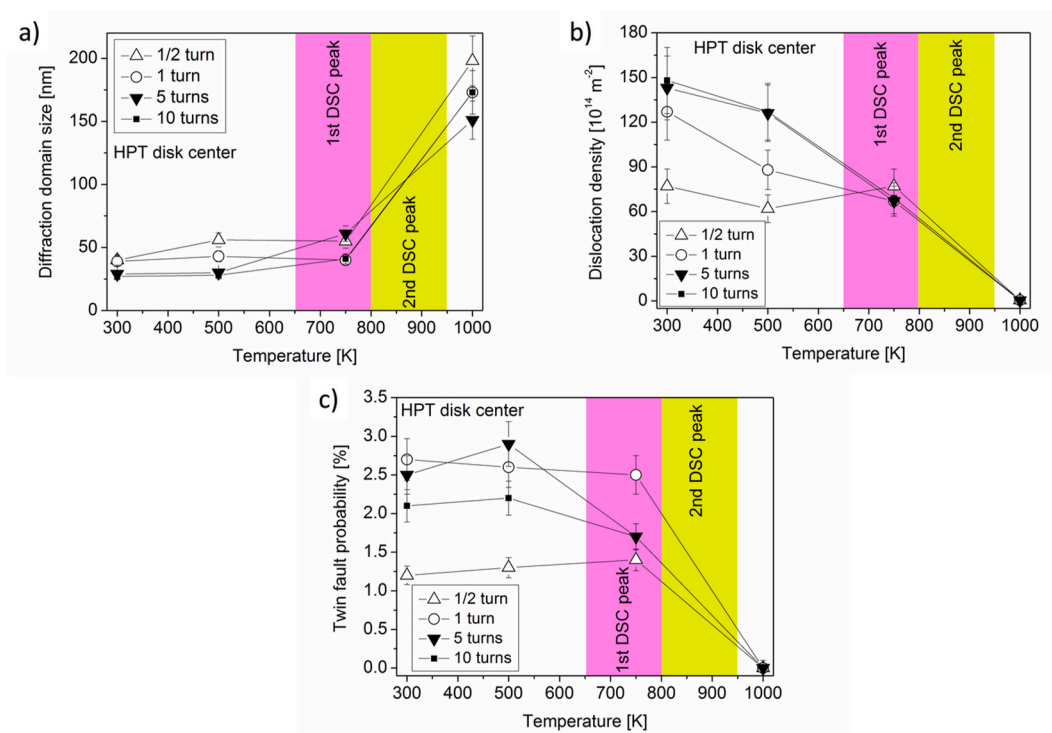 a)
1/2 turn
1 turn
5 turns
10 turns
HPT disk center
1st DSC peak
2nd DSC peak
Diffraction domain size [nm]
200
150
100
50
0
300 400 500 600 700 800 900 1000
Temperature [K]
b)
HPT disk center
1st DSC peak
2nd DSC peak
Dislocation density [10¹⁴ m⁻²]
180
150
120
90
60
30
0
1/2 turn
1 turn
5 turns
10 turns
300 400 500 600 700 800 900 1000
Temperature [K]
c)
HPT disk center
2nd DSC peak
1st DSC peak
Twin fault probability [%]
3.5
3.0
2.5
2.0
1.5
1.0
0.5
0.0
1/2 turn
1 turn
5 turns
10 turns
300 400 500 600 700 800 900 1000
Temperature [K]